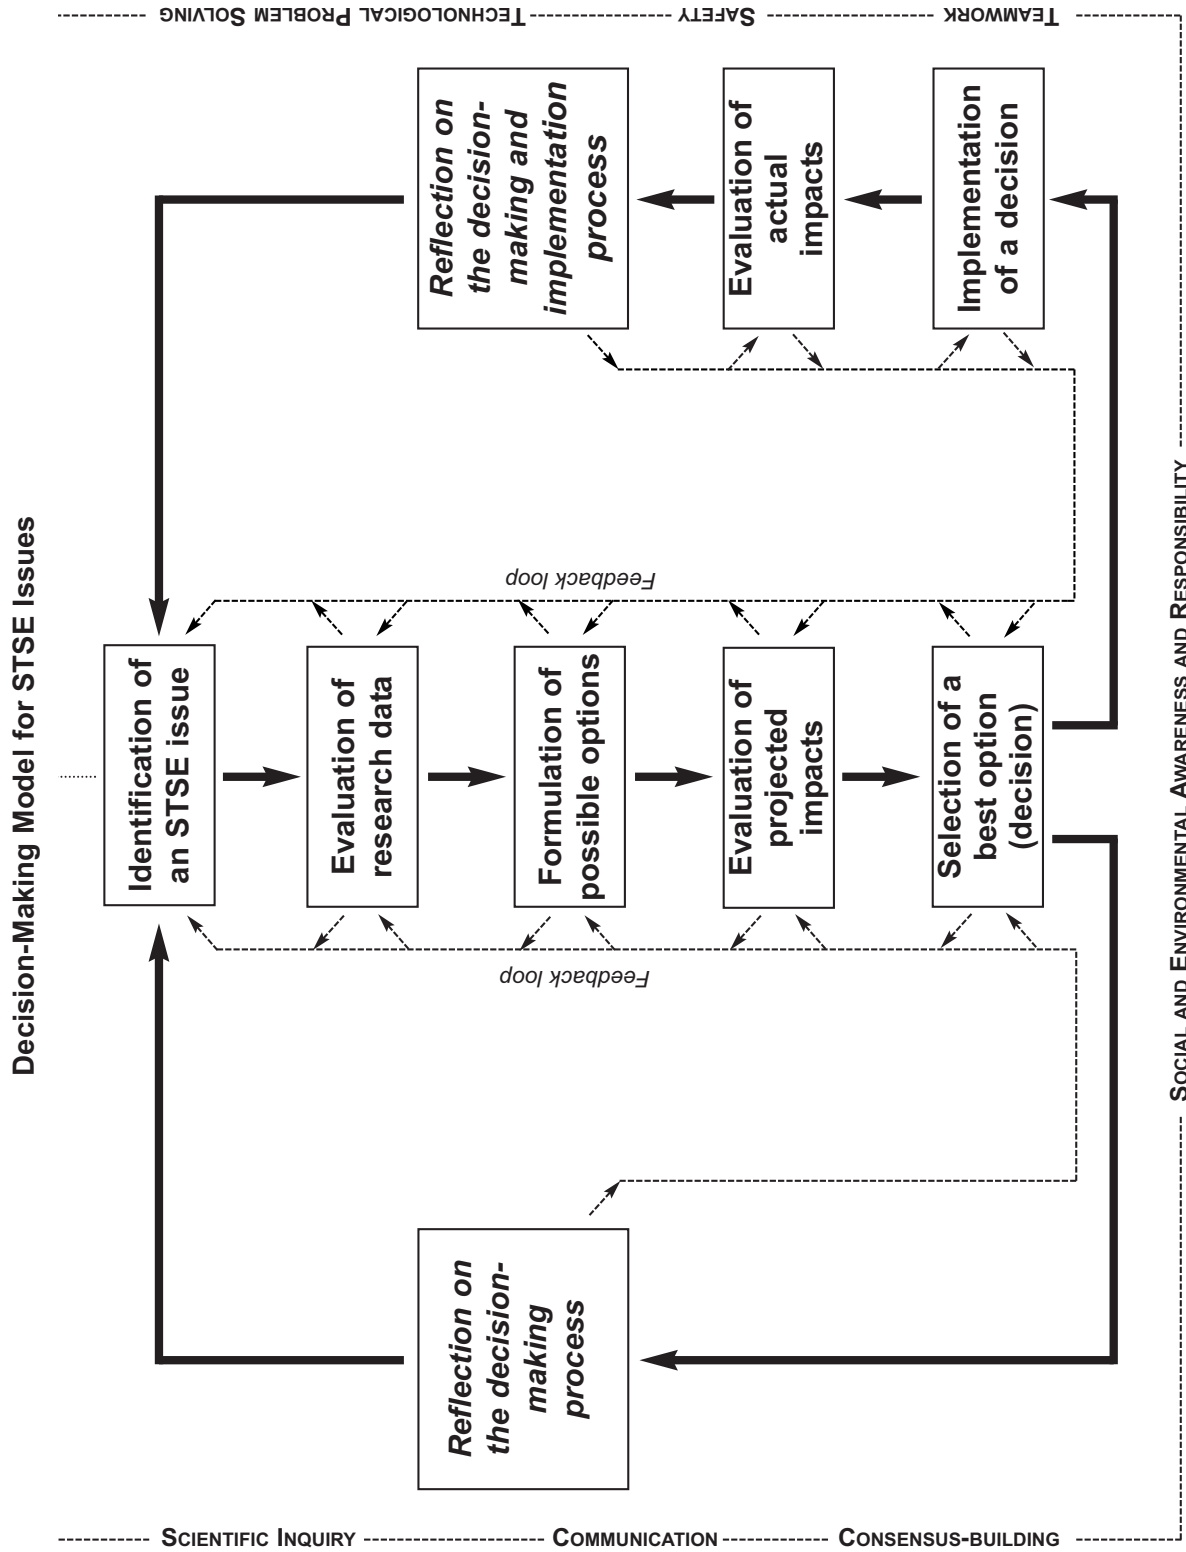 Decision-Making Model for STSE Issues
Identification of
an STSE issue
Evaluation of
research data
Formulation of
possible options
Evaluation of
projected
impacts
Selection of a
best option
(decision)
Feedback loop
Feedback loop
Reflection on
the decision-
making
process
Implementation
of a decision
Evaluation of
actual
impacts
Reflection on
the decision-
making and
implementation
process
SCIENTIFIC INQUIRY
COMMUNICATION
CONSENSUS-BUILDING
SOCIAL AND ENVIRONMENTAL AWARENESS AND RESPONSIBILITY
TEAMWORK
SAFETY
TECHNOLOGICAL PROBLEM SOLVING